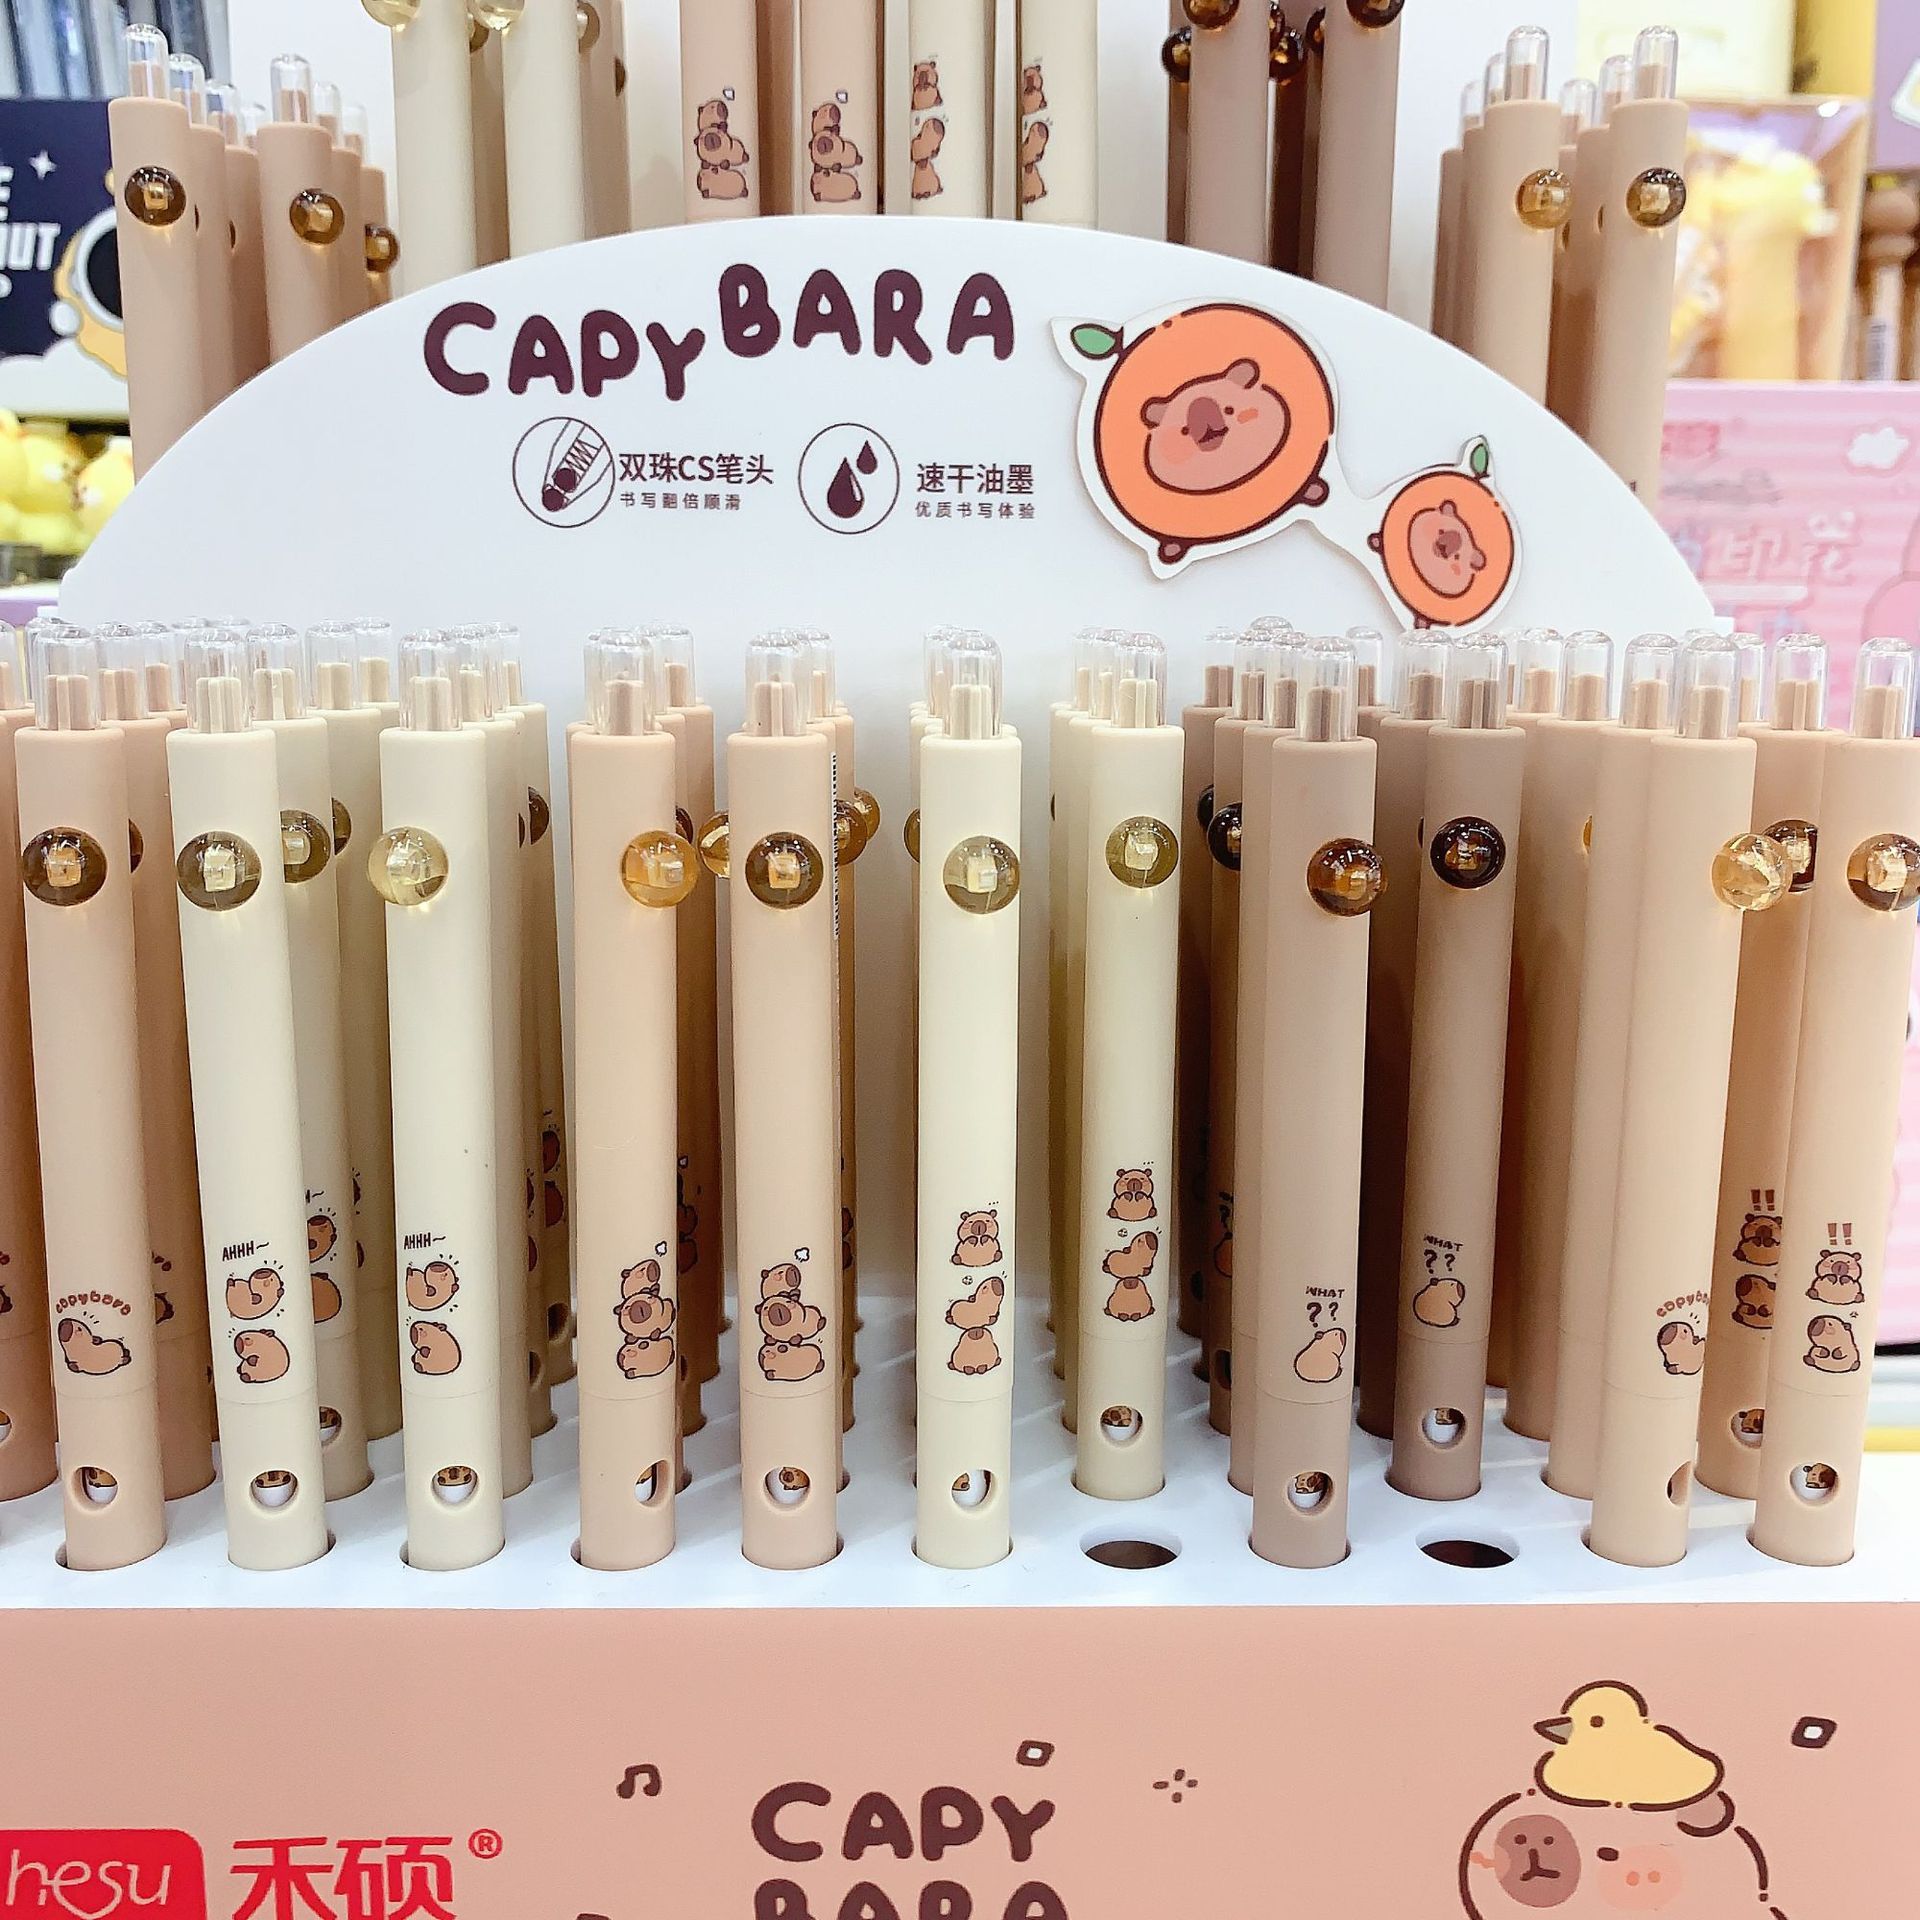 CAPYBARA
双珠CS笔头
书写翻倍顺滑
速干油墨
优质书写体验
capybara
AHHH~
AHHH~
WHAT
??
WHAT
??
capybara
!!
!!
CAPY
BARA
hesu 禾硕®